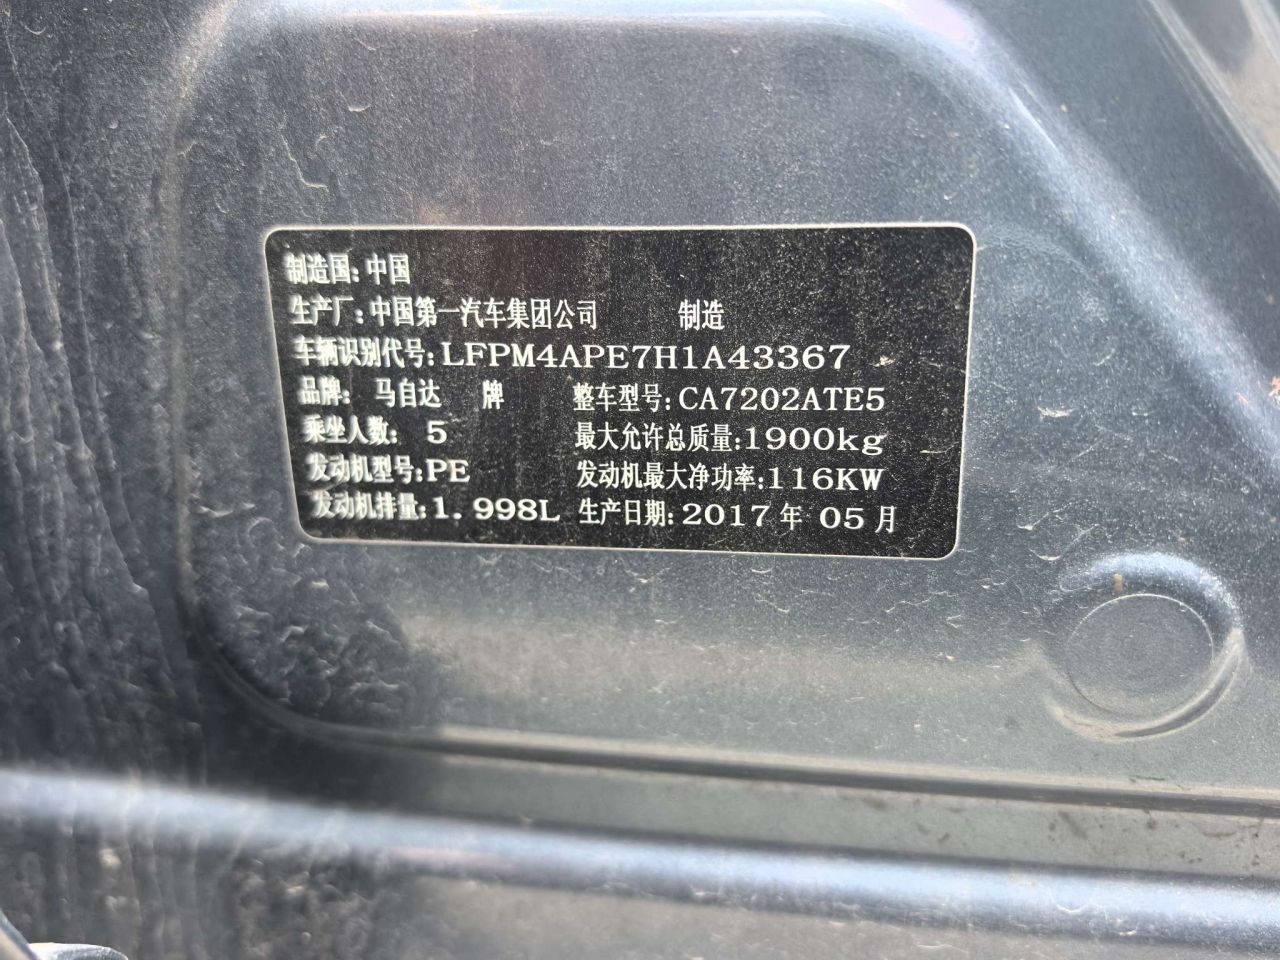 制造国:中国
生产厂:中国第一汽车集团公司 制造
车辆识别代号:LFPM4APE7H1A43367
品牌: 马自达 牌 整车型号:CA7202ATE5
乘坐人数: 5 最大允许总质量:1900kg
发动机型号:PE 发动机最大净功率:116KW
发动机排量:1.998L 生产日期:2017年 05月